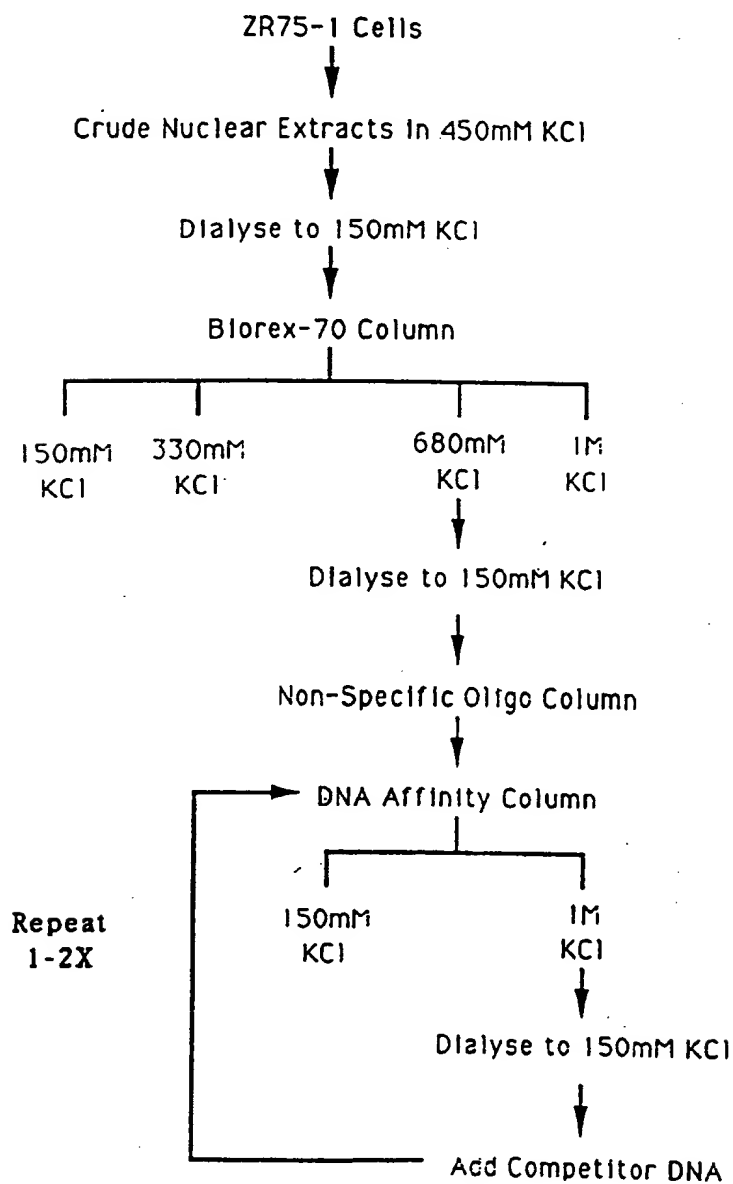 ZR75-1 Cells
Crude Nuclear Extracts in 450mM KCl
Dialyse to 150mM KCl
Biorex-70 Column
150mM KCl
330mM KCl
680mM KCl
1M KCl
Dialyse to 150mM KCl
Non-Specific Oligo Column
DNA Affinity Column
Repeat
1-2X
150mM KCl
1M KCl
Dialyse to 150mM KCl
Add Competitor DNA